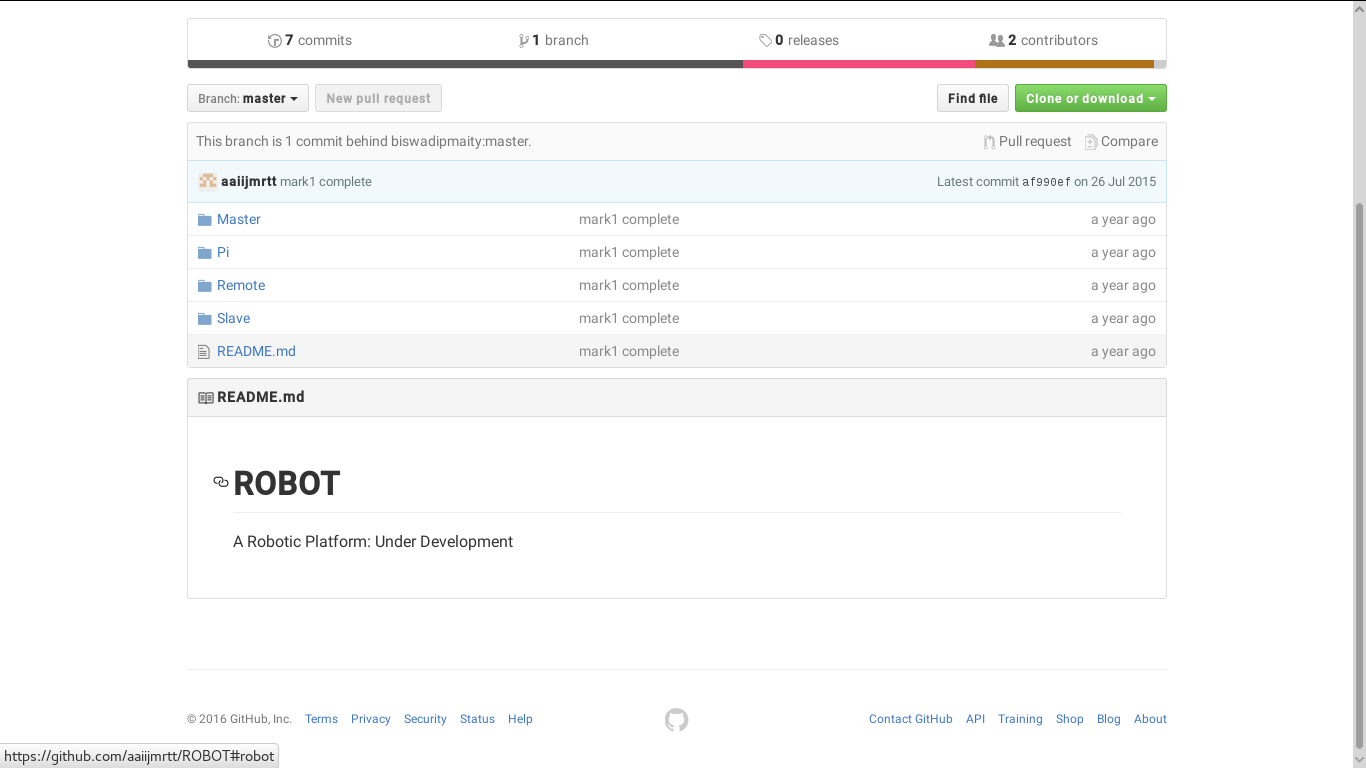 7 commits 1 branch 0 releases 2 contributors
Branch: master New pull request Find file Clone or download
This branch is 1 commit behind biswadipmaity:master. Pull request Compare
aaiijmrtt mark1 complete Latest commit af990ef on 26 Jul 2015
Master mark1 complete a year ago
Pi mark1 complete a year ago
Remote mark1 complete a year ago
Slave mark1 complete a year ago
README.md mark1 complete a year ago
README.md
ROBOT
A Robotic Platform: Under Development
© 2016 GitHub, Inc. Terms Privacy Security Status Help Contact GitHub API Training Shop Blog About
https://github.com/aaiijmrtt/ROBOT#robot